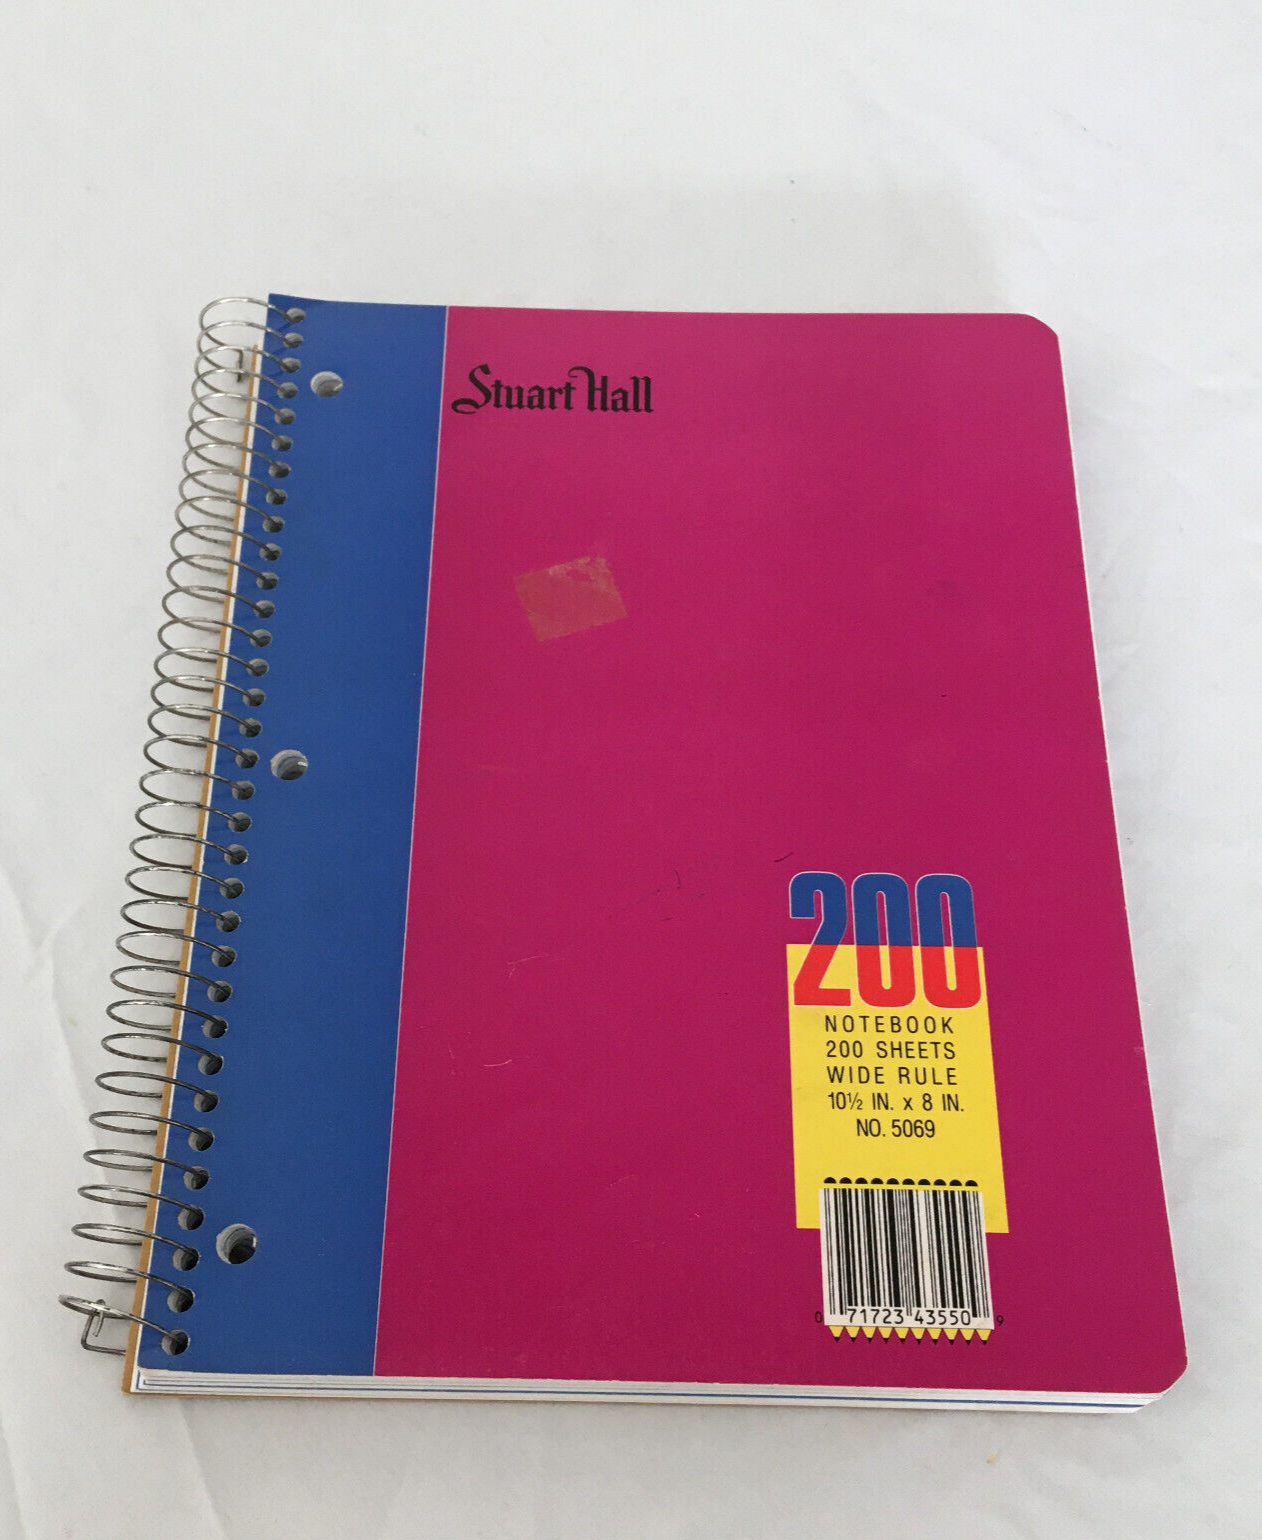 Stuart Hall
200
NOTEBOOK
200 SHEETS
WIDE RULE
10½ IN. x 8 IN.
NO. 5069
0 71723 43550 9